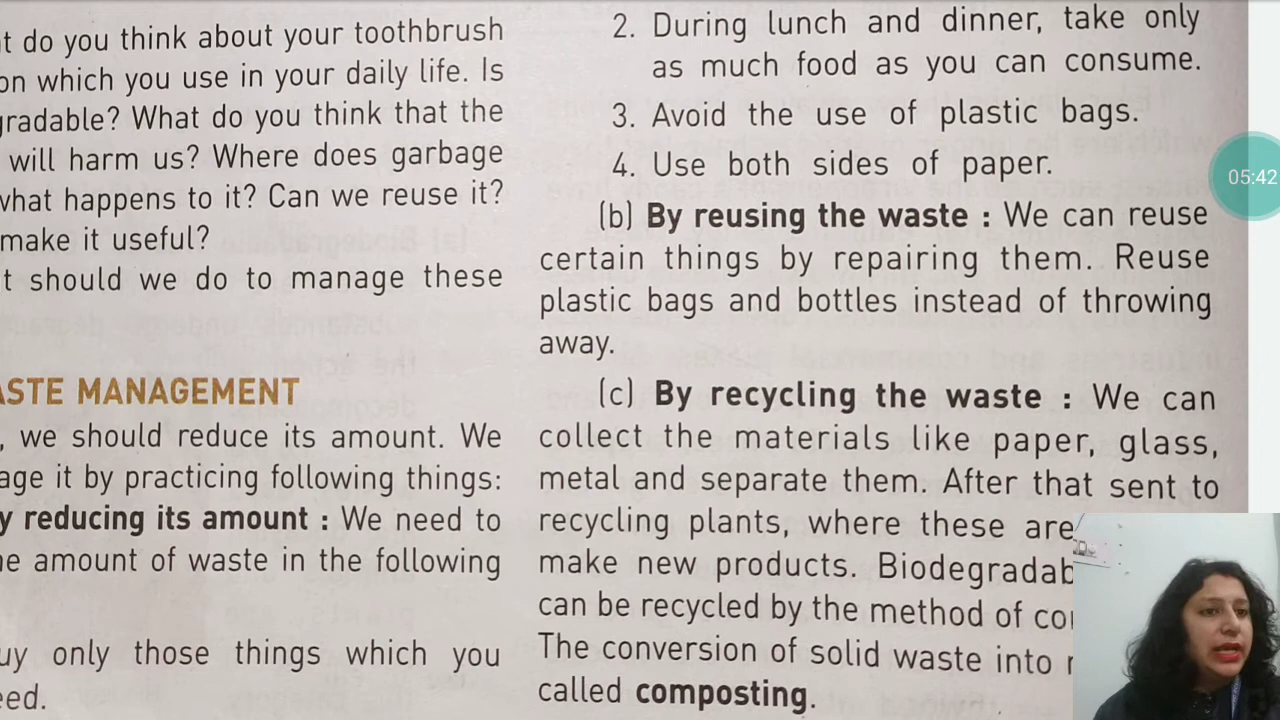 t do you think about your toothbrush
on which you use in your daily life. Is
gradable? What do you think that the
will harm us? Where does garbage
what happens to it? Can we reuse it?
make it useful?
t should we do to manage these
ASTE MANAGEMENT
, we should reduce its amount. We
age it by practicing following things:
y reducing its amount : We need to
he amount of waste in the following
uy only those things which you
eed.
2. During lunch and dinner, take only
as much food as you can consume.
3. Avoid the use of plastic bags.
4. Use both sides of paper.
(b) By reusing the waste : We can reuse
certain things by repairing them. Reuse
plastic bags and bottles instead of throwing
away.
(c) By recycling the waste : We can
collect the materials like paper, glass,
metal and separate them. After that sent to
recycling plants, where these are
make new products. Biodegradab
can be recycled by the method of co
The conversion of solid waste into
called composting.
05:42